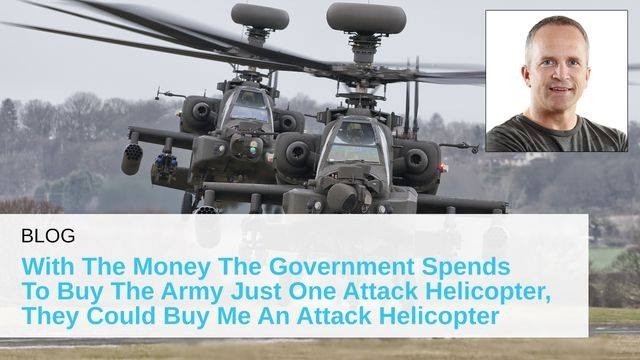 BLOG
With The Money The Government Spends
To Buy The Army Just One Attack Helicopter,
They Could Buy Me An Attack Helicopter